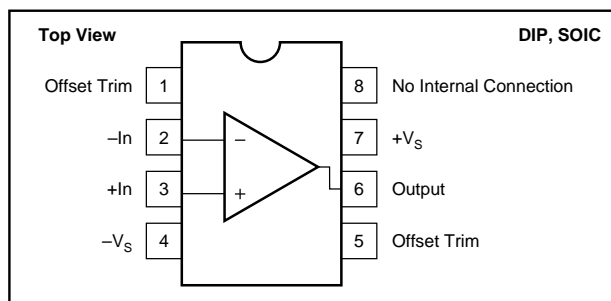 Top View
DIP, SOIC
Offset Trim 1
8 No Internal Connection
–In 2
–
7 +VS
+In 3
+
6 Output
–VS 4
5 Offset Trim